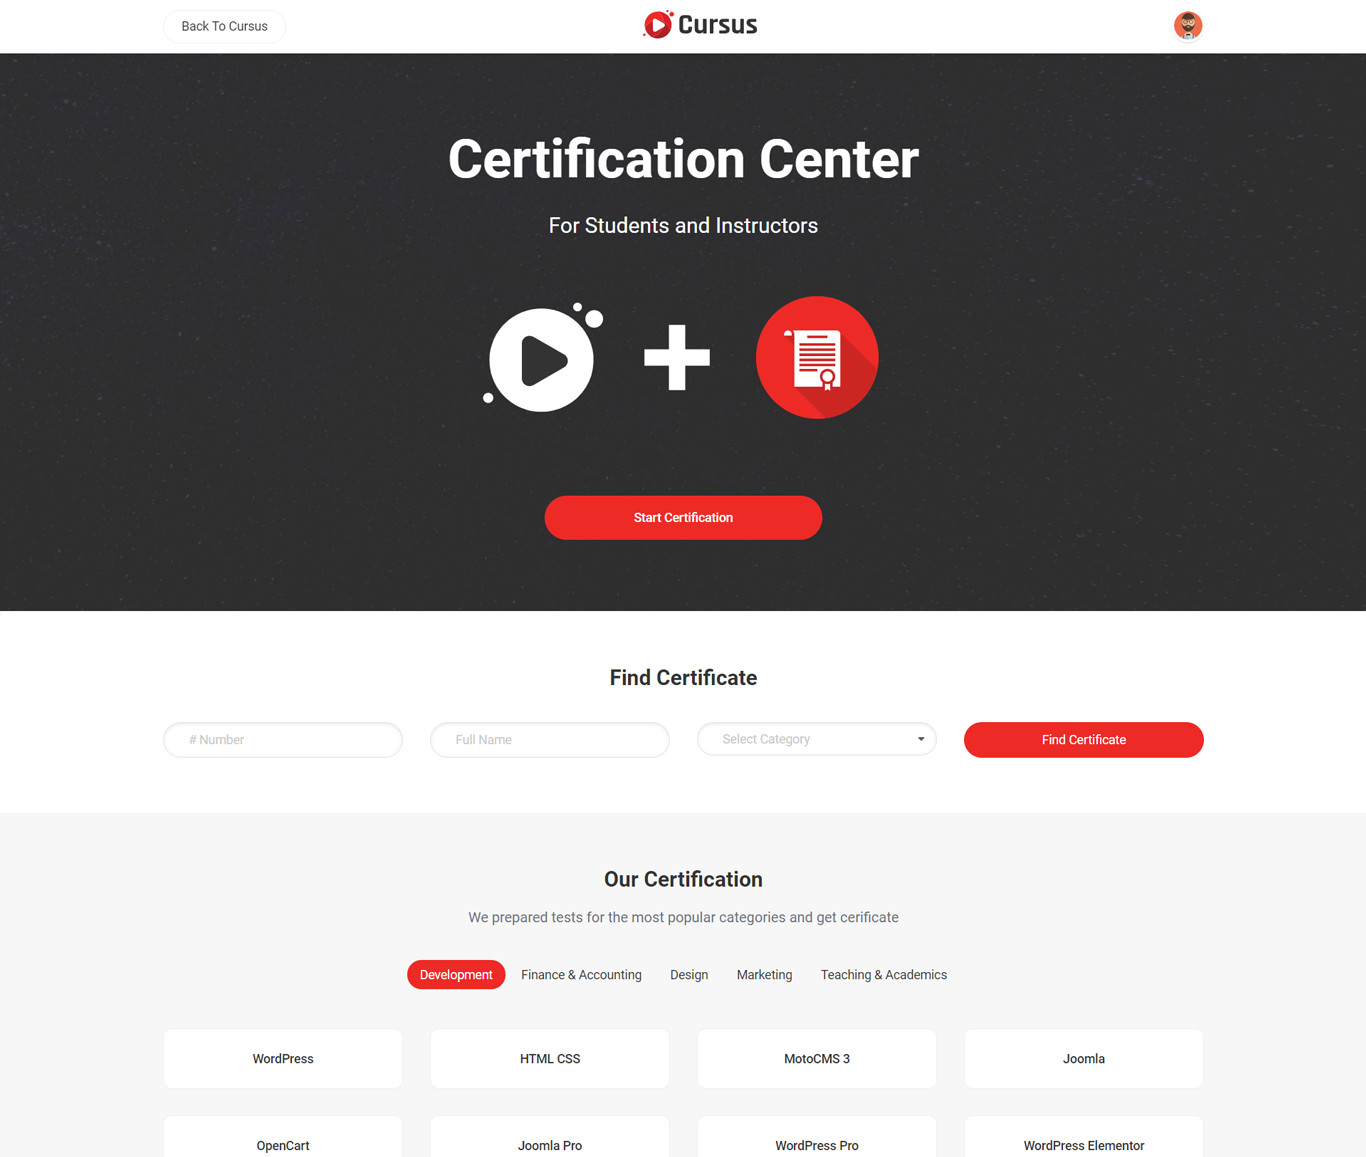 Back To Cursus
Cursus
Certification Center
For Students and Instructors
Start Certification
Find Certificate
# Number
Full Name
Select Category
Find Certificate
Our Certification
We prepared tests for the most popular categories and get cerificate
Development
Finance & Accounting
Design
Marketing
Teaching & Academics
WordPress
HTML CSS
MotoCMS 3
Joomla
OpenCart
Joomla Pro
WordPress Pro
WordPress Elementor